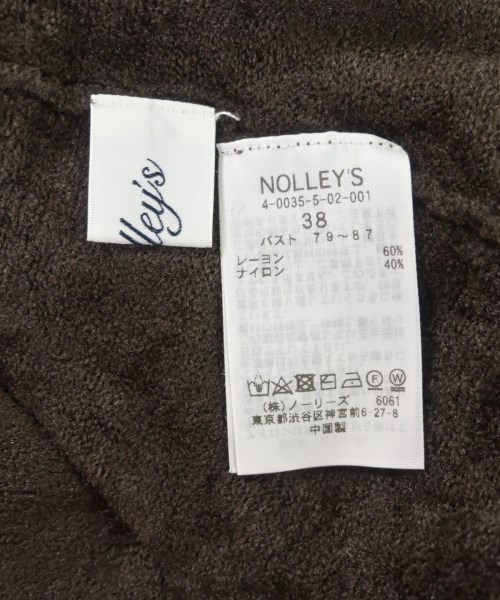 lley's
NOLLEY'S
4-0035-5-02-001
38
バスト 79~87
レーヨン 60%
ナイロン 40%
F W
(株)ノーリーズ 6061
東京都渋谷区神宮前6-27-8
中国製